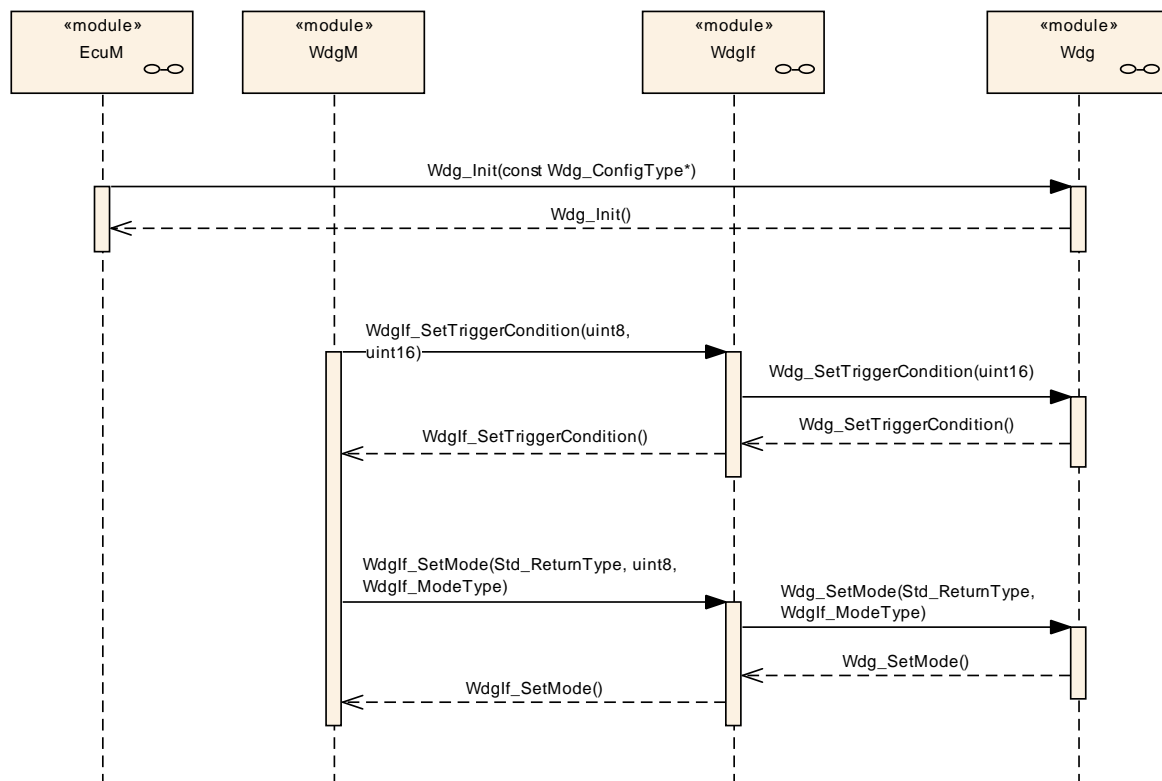 «module»
EcuM
«module»
WdgM
«module»
WdgIf
«module»
Wdg
Wdg_Init(const Wdg_ConfigType*)
Wdg_Init()
WdgIf_SetTriggerCondition(uint8,
uint16)
Wdg_SetTriggerCondition(uint16)
Wdg_SetTriggerCondition()
WdgIf_SetTriggerCondition()
WdgIf_SetMode(Std_ReturnType, uint8,
WdgIf_ModeType)
Wdg_SetMode(Std_ReturnType,
WdgIf_ModeType)
Wdg_SetMode()
WdgIf_SetMode()